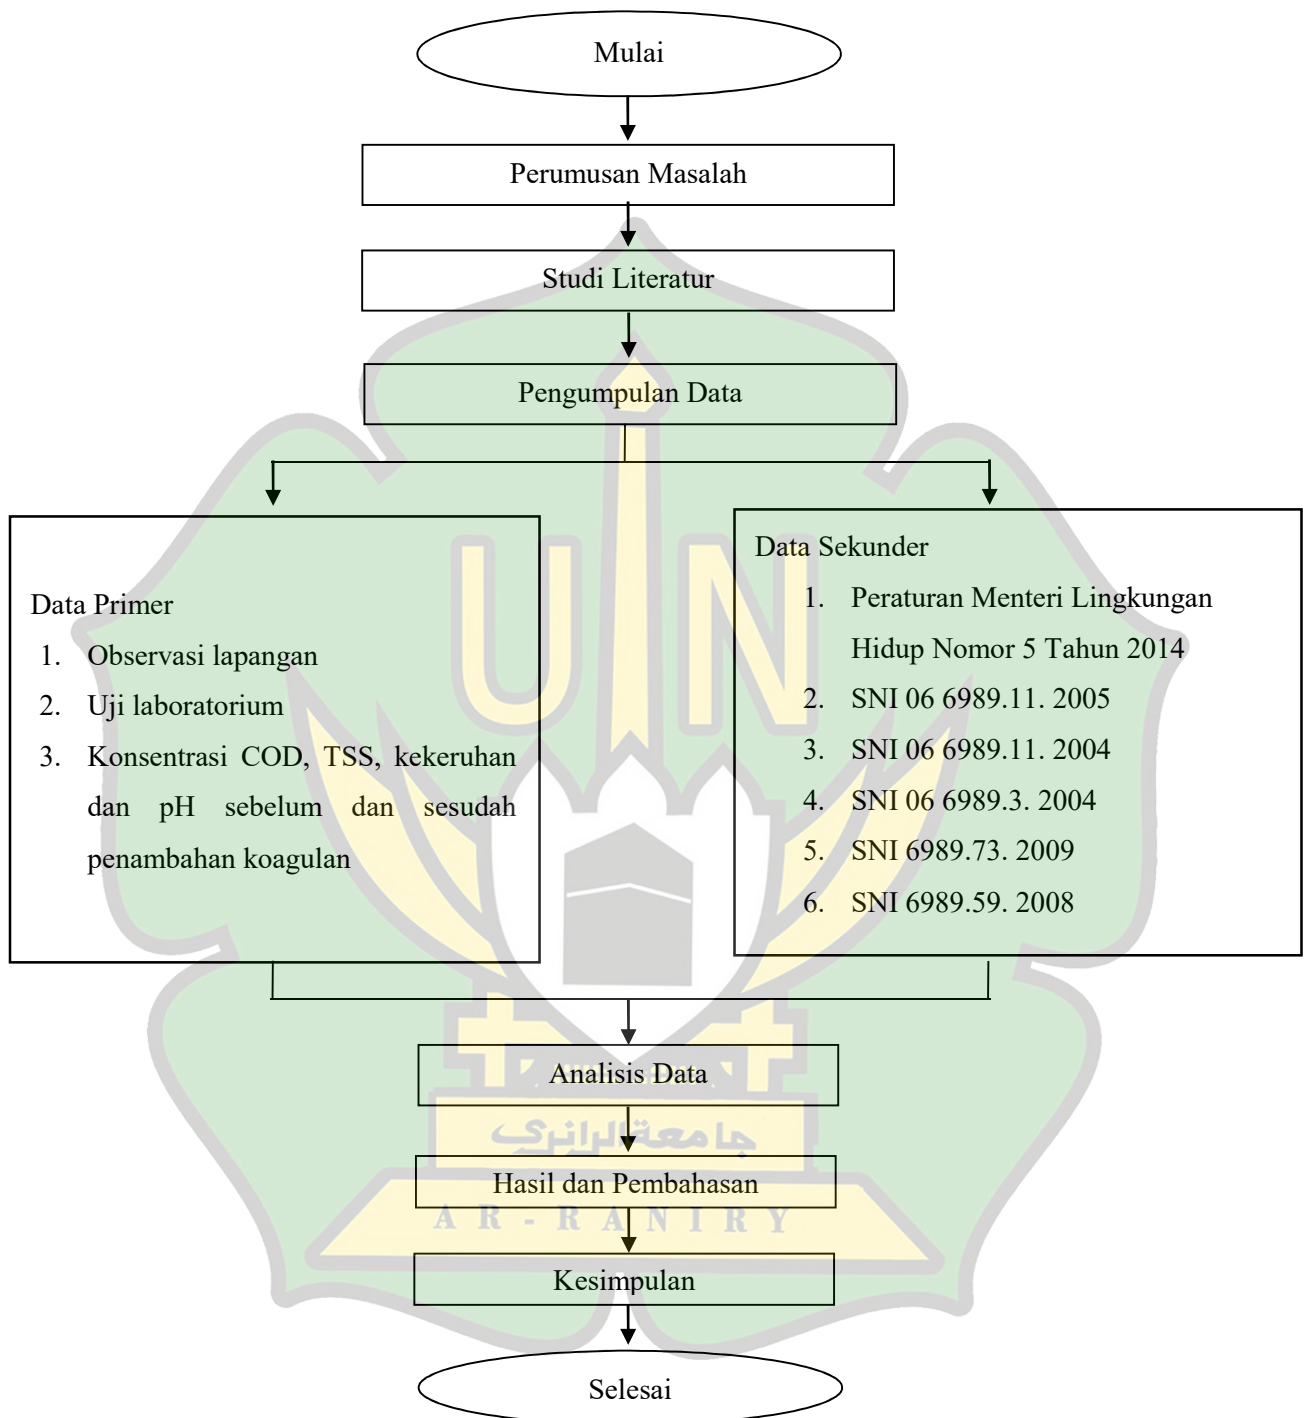 Mulai
Perumusan Masalah
Studi Literatur
Pengumpulan Data
Data Primer
1. Observasi lapangan
2. Uji laboratorium
3. Konsentrasi COD, TSS, kekeruhan
dan pH sebelum dan sesudah
penambahan koagulan
Data Sekunder
1. Peraturan Menteri Lingkungan
Hidup Nomor 5 Tahun 2014
2. SNI 06 6989.11. 2005
3. SNI 06 6989.11. 2004
4. SNI 06 6989.3. 2004
5. SNI 6989.73. 2009
6. SNI 6989.59. 2008
UIN
Analisis Data
جامعة الرانري
Hasil dan Pembahasan
AR-RANIRY
Kesimpulan
Selesai